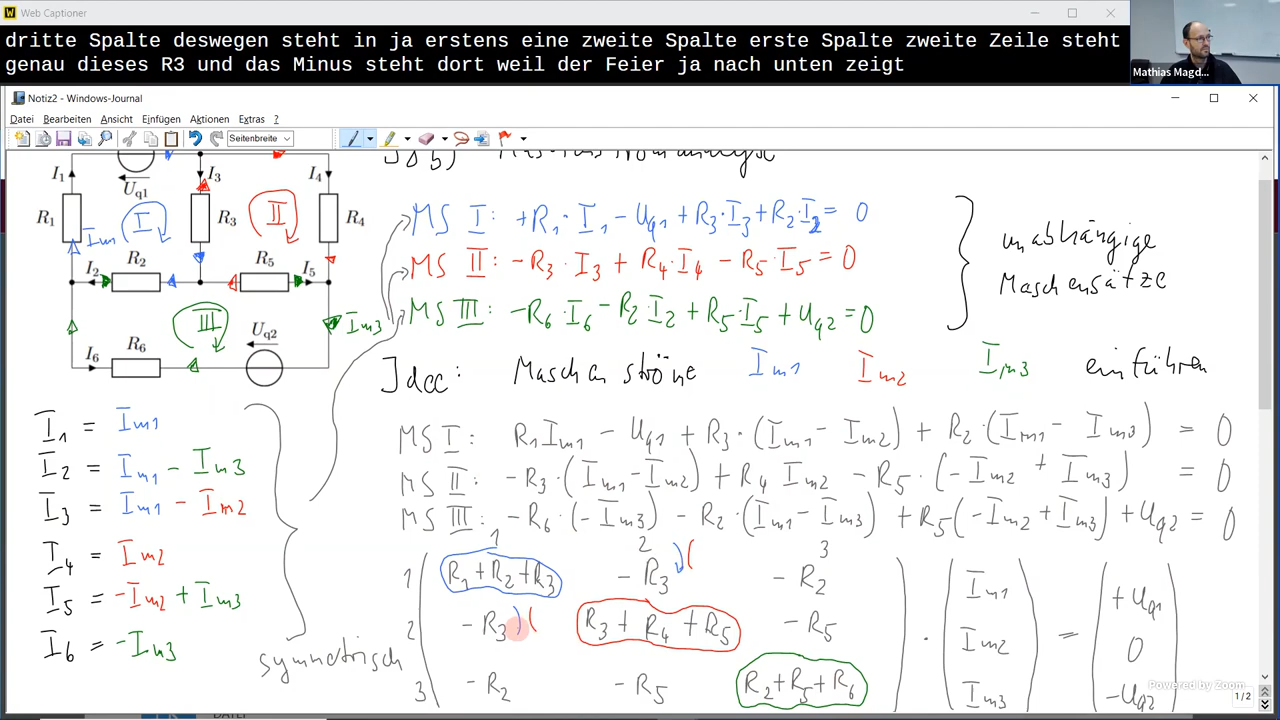 Web Captioner
dritte Spalte deswegen steht in ja erstens eine zweite Spalte erste Spalte zweite Zeile steht
genau dieses R3 und das Minus steht dort weil der Feier ja nach unten zeigt
Mathias Magd...
Notiz2 - Windows-Journal
Datei Bearbeiten Ansicht Einfügen Aktionen Extras ?
Seitenbreite
I1 Uq1 I3 I4
R1 I R3 II R4
Im1
I2 R2 R5 I5
III Im3
Uq2
I6 R6
MS I: +R1·I1 - Uq1 + R3·I3 + R2·I2 = 0
MS II: -R3·I3 + R4·I4 - R5·I5 = 0
MS III: -R6·I6 - R2·I2 + R5·I5 + Uq2 = 0
unabhängige
Maschensätze
Idee: Maschenströme Im1 Im2 Im3 einführen
I1 = Im1
I2 = Im1 - Im3
I3 = Im1 - Im2
I4 = Im2
I5 = -Im2 + Im3
I6 = -Im3
MS I: R1 Im1 - Uq1 + R3·(Im1 - Im2) + R2·(Im1 - Im3) = 0
MS II: -R3·(Im1 - Im2) + R4 Im2 - R5·(-Im2 + Im3) = 0
MS III: -R6·(-Im3) - R2·(Im1 - Im3) + R5(-Im2 + Im3) + Uq2 = 0
1 2 3
1 R1+R2+R3 -R3 -R2 Im1 +Uq1
2 -R3 R3+R4+R5 -R5 · Im2 = 0
3 -R2 -R5 R2+R5+R6 Im3 -Uq2
symmetrisch
Powered by Zoom
1/2